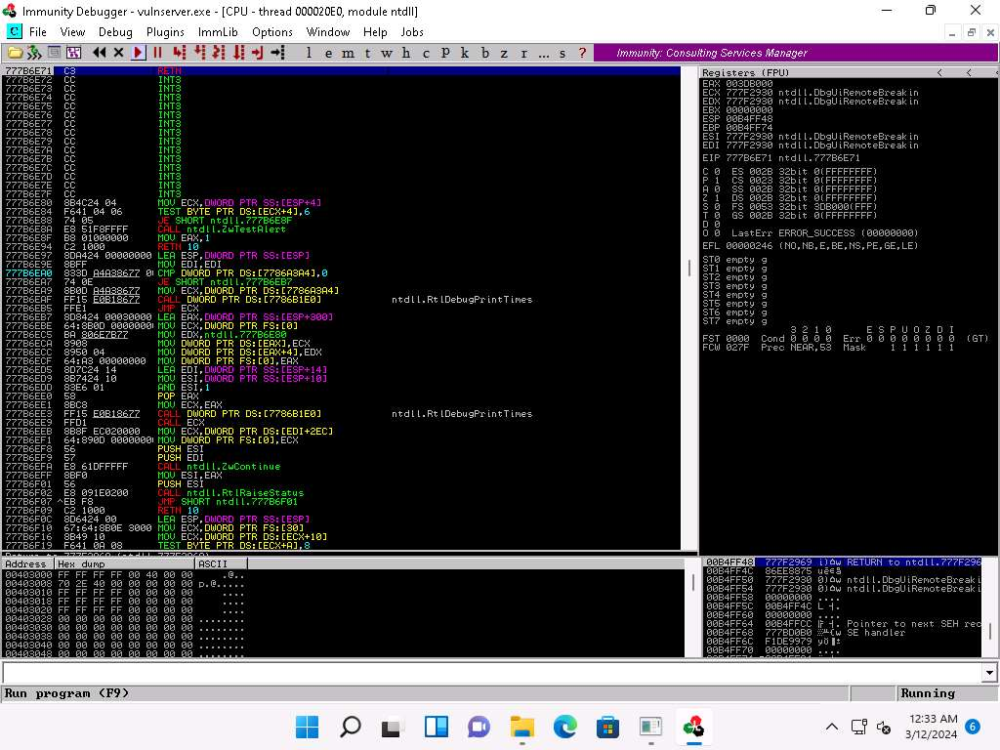 Immunity Debugger - vulnserver.exe - [CPU - thread 000020E0, module ntdll]
C File View Debug Plugins ImmLib Options Window Help Jobs
l e m t w h c P k b z r ... s ? Immunity: Consulting Services Manager
777B6E71 C3 RETN
777B6E72 CC INT3
777B6E73 CC INT3
777B6E74 CC INT3
777B6E75 CC INT3
777B6E76 CC INT3
777B6E77 CC INT3
777B6E78 CC INT3
777B6E79 CC INT3
777B6E7A CC INT3
777B6E7B CC INT3
777B6E7C CC INT3
777B6E7D CC INT3
777B6E7E CC INT3
777B6E7F CC INT3
777B6E80 8B4C24 04 MOV ECX,DWORD PTR SS:[ESP+4]
777B6E84 F641 04 06 TEST BYTE PTR DS:[ECX+4],6
777B6E88 74 05 JE SHORT ntdll.777B6E8F
777B6E8A E8 51F8FFFF CALL ntdll.ZwTestAlert
777B6E8F B8 01000000 MOV EAX,1
777B6E94 C2 1000 RETN 10
777B6E97 8DA424 00000000 LEA ESP,DWORD PTR SS:[ESP]
777B6E9E 8BFF MOV EDI,EDI
777B6EA0 833D A4A38677 0 CMP DWORD PTR DS:[7786A3A4],0
777B6EA7 74 0E JE SHORT ntdll.777B6EB7
777B6EA9 8B0D A4A38677 MOV ECX,DWORD PTR DS:[7786A3A4]
777B6EAF FF15 E0B18677 CALL DWORD PTR DS:[7786B1E0] ntdll.RtlDebugPrintTimes
777B6EB5 FFE1 JMP ECX
777B6EB7 8D8424 00030000 LEA EAX,DWORD PTR SS:[ESP+300]
777B6EBE 64:8B0D 0000000 MOV ECX,DWORD PTR FS:[0]
777B6EC5 BA 806E7B77 MOV EDX,ntdll.777B6E80
777B6ECA 8908 MOV DWORD PTR DS:[EAX],ECX
777B6ECC 8950 04 MOV DWORD PTR DS:[EAX+4],EDX
777B6ECF 64:A3 00000000 MOV DWORD PTR FS:[0],EAX
777B6ED5 8D7C24 14 LEA EDI,DWORD PTR SS:[ESP+14]
777B6ED9 8B7424 10 MOV ESI,DWORD PTR SS:[ESP+10]
777B6EDD 83E6 01 AND ESI,1
777B6EE0 58 POP EAX
777B6EE1 8BC8 MOV ECX,EAX
777B6EE3 FF15 E0B18677 CALL DWORD PTR DS:[7786B1E0] ntdll.RtlDebugPrintTimes
777B6EE9 FFD1 CALL ECX
777B6EEB 8B8F EC020000 MOV ECX,DWORD PTR DS:[EDI+2EC]
777B6EF1 64:890D 0000000 MOV DWORD PTR FS:[0],ECX
777B6EF8 56 PUSH ESI
777B6EF9 57 PUSH EDI
777B6EFA E8 61DFFFFF CALL ntdll.ZwContinue
777B6EFF 8BF0 MOV ESI,EAX
777B6F01 56 PUSH ESI
777B6F02 E8 091E0200 CALL ntdll.RtlRaiseStatus
777B6F07 ^EB F8 JMP SHORT ntdll.777B6F01
777B6F09 C2 1000 RETN 10
777B6F0C 8D6424 00 LEA ESP,DWORD PTR SS:[ESP]
777B6F10 67:64:8B0E 3000 MOV ECX,DWORD PTR FS:[30]
777B6F16 8B49 10 MOV ECX,DWORD PTR DS:[ECX+10]
777B6F19 F641 0A 08 TEST BYTE PTR DS:[ECX+A],8
Registers (FPU) < < <
EAX 003DB000
ECX 777F2930 ntdll.DbgUiRemoteBreakin
EDX 777F2930 ntdll.DbgUiRemoteBreakin
EBX 00000000
ESP 00B4FF48
EBP 00B4FF74
ESI 777F2930 ntdll.DbgUiRemoteBreakin
EDI 777F2930 ntdll.DbgUiRemoteBreakin
EIP 777B6E71 ntdll.777B6E71
C 0 ES 002B 32bit 0(FFFFFFFF)
P 1 CS 0023 32bit 0(FFFFFFFF)
A 0 SS 002B 32bit 0(FFFFFFFF)
Z 1 DS 002B 32bit 0(FFFFFFFF)
S 0 FS 0053 32bit 3DB000(FFF)
T 0 GS 002B 32bit 0(FFFFFFFF)
D 0
O 0 LastErr ERROR_SUCCESS (00000000)
EFL 00000246 (NO,NB,E,BE,NS,PE,GE,LE)
ST0 empty g
ST1 empty g
ST2 empty g
ST3 empty g
ST4 empty g
ST5 empty g
ST6 empty g
ST7 empty g
3 2 1 0 E S P U O Z D I
FST 0000 Cond 0 0 0 0 Err 0 0 0 0 0 0 0 0 (GT)
FCW 027F Prec NEAR,53 Mask 1 1 1 1 1 1
Address Hex dump ASCII
00403000 FF FF FF FF 00 40 00 00 .@..
00403008 70 2E 40 00 00 00 00 00 p.@.....
00403010 FF FF FF FF 00 00 00 00 ....
00403018 FF FF FF FF 00 00 00 00 ....
00403020 FF FF FF FF 00 00 00 00 ....
00403028 00 00 00 00 00 00 00 00 ........
00403030 00 00 00 00 00 00 00 00 ........
00403038 00 00 00 00 00 00 00 00 ........
00403040 00 00 00 00 00 00 00 00 ........
00403048 00 00 00 00 00 00 00 00 ........
00B4FF48 777F2969 RETURN to ntdll.777F296
00B4FF4C 86EE8875
00B4FF50 777F2930 ntdll.DbgUiRemoteBreaki
00B4FF54 777F2930 ntdll.DbgUiRemoteBreaki
00B4FF58 00000000 ....
00B4FF5C 00B4FF4C
00B4FF60 00000000 ....
00B4FF64 00B4FFCC Pointer to next SEH rec
00B4FF68 777BD0B0 SE handler
00B4FF6C F1DE9979
00B4FF70 00000000 ....
Run program (F9) Running
12:33 AM
3/12/2024 6